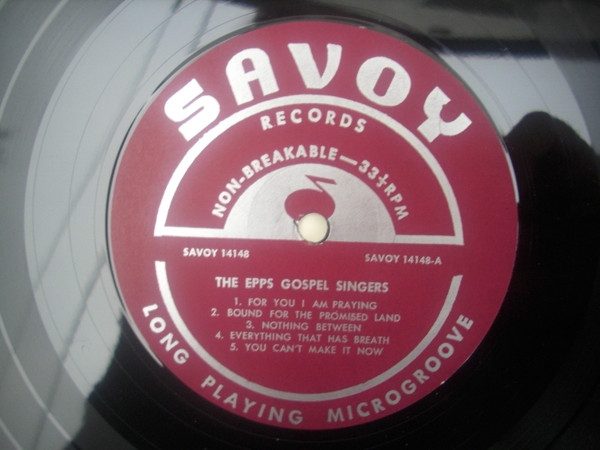 SAVOY
RECORDS
NON-BREAKABLE—33⅓RPM
SAVOY 14148
SAVOY 14148-A
THE EPPS GOSPEL SINGERS
1. FOR YOU I AM PRAYING
2. BOUND FOR THE PROMISED LAND
3. NOTHING BETWEEN
4. EVERYTHING THAT HAS BREATH
5. YOU CAN'T MAKE IT NOW
LONG PLAYING MICROGROOVE